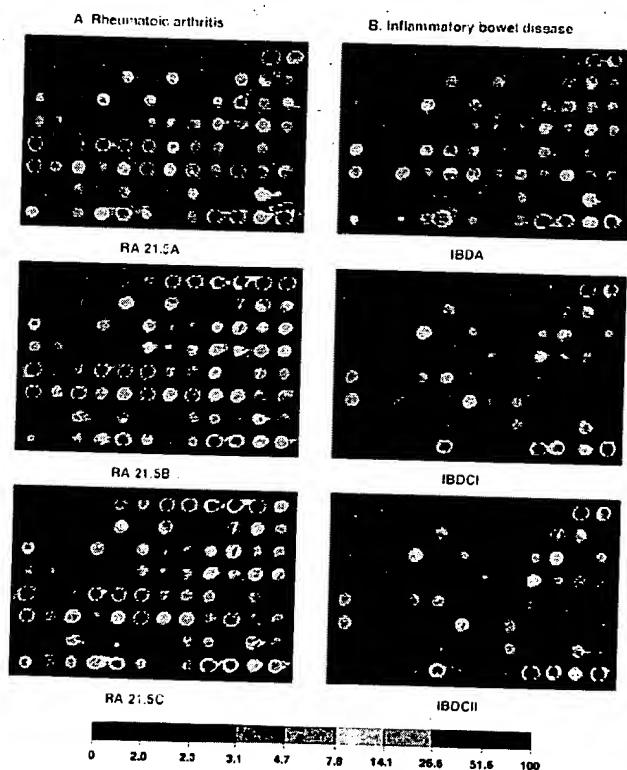 A. Rheumatoic arthritis
B. Inflammatory bowel disease
RA 21.5A
IBDA
RA 21.5B
IBDCI
RA 21.5C
IBDCII
0 2.0 2.3 3.1 4.7 7.8 14.1 26.6 51.6 100